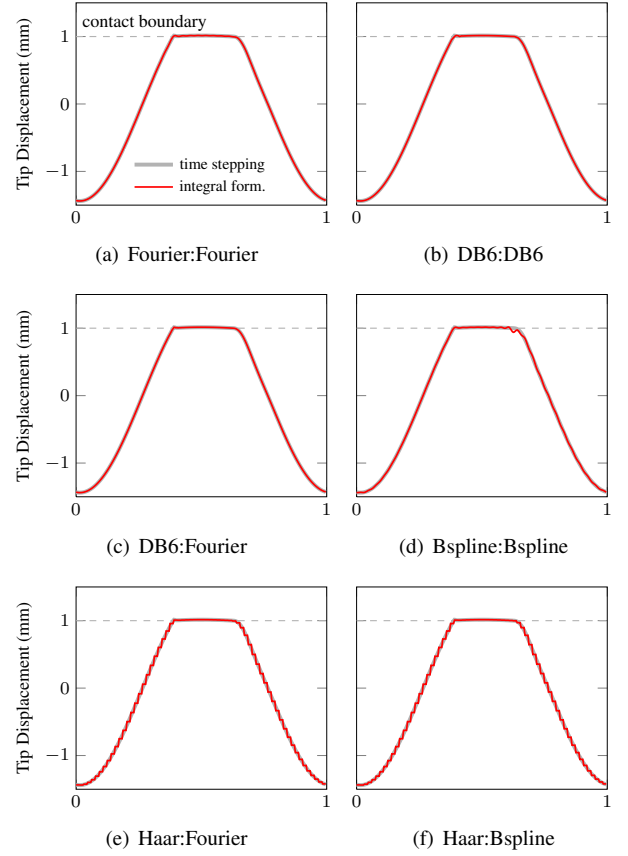 contact boundary
Tip Displacement (mm)
1
0
−1
time stepping
integral form.
0
1
0
1
(a) Fourier:Fourier
(b) DB6:DB6
Tip Displacement (mm)
1
0
−1
0
1
0
1
(c) DB6:Fourier
(d) Bspline:Bspline
Tip Displacement (mm)
1
0
−1
0
1
0
1
(e) Haar:Fourier
(f) Haar:Bspline